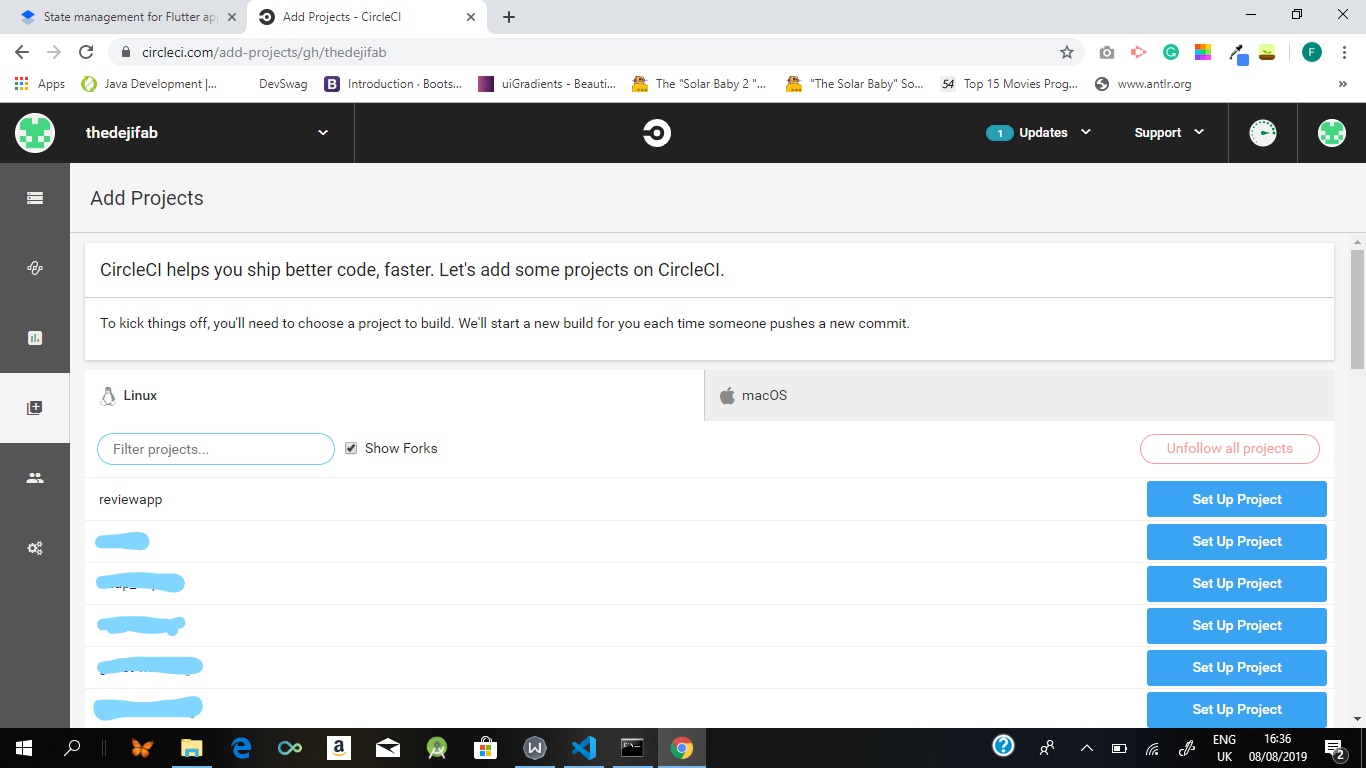 State management for Flutter ap
Add Projects - CircleCI
circleci.com/add-projects/gh/thedejifab
F
Apps
Java Development |...
DevSwag
B
Introduction · Boots...
uiGradients - Beauti...
The "Solar Baby 2 "...
"The Solar Baby" So...
54
Top 15 Movies Prog...
www.antlr.org
»
thedejifab
1
Updates
Support
Add Projects
CircleCI helps you ship better code, faster. Let's add some projects on CircleCI.
To kick things off, you'll need to choose a project to build. We'll start a new build for you each time someone pushes a new commit.
Linux
macOS
Filter projects...
Show Forks
Unfollow all projects
reviewapp
Set Up Project
Set Up Project
Set Up Project
Set Up Project
Set Up Project
Set Up Project
ENG
UK
16:36
08/08/2019
2